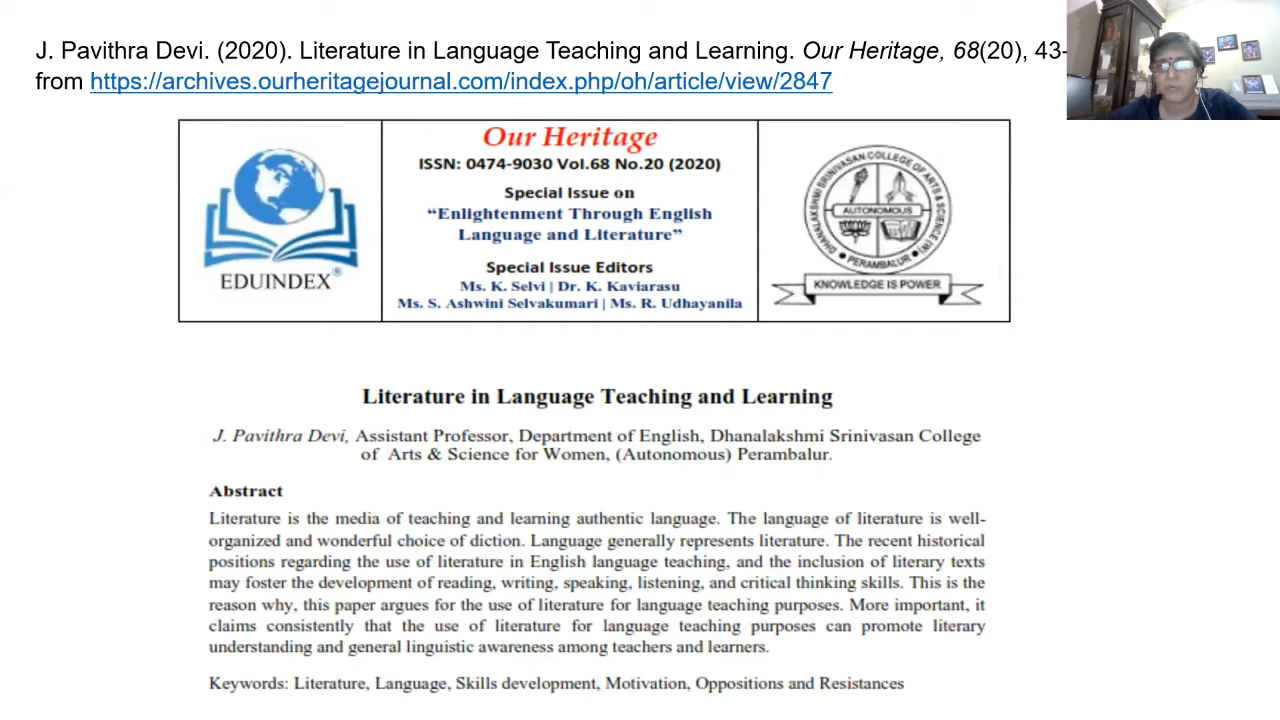 J. Pavithra Devi. (2020). Literature in Language Teaching and Learning. Our Heritage, 68(20), 43-
from https://archives.ourheritagejournal.com/index.php/oh/article/view/2847
EDUINDEX®
Our Heritage
ISSN: 0474-9030 Vol.68 No.20 (2020)
Special Issue on
“Enlightenment Through English
Language and Literature”
Special Issue Editors
Ms. K. Selvi | Dr. K. Kaviarasu
Ms. S. Ashwini Selvakumari | Ms. R. Udhayanila
DHANALAKSHMI SRINIVASAN COLLEGE OF ARTS & SCIENCE (W)
AUTONOMOUS
PERAMBALUR
KNOWLEDGE IS POWER
Literature in Language Teaching and Learning
J. Pavithra Devi, Assistant Professor, Department of English, Dhanalakshmi Srinivasan College
of Arts & Science for Women, (Autonomous) Perambalur.
Abstract
Literature is the media of teaching and learning authentic language. The language of literature is well-
organized and wonderful choice of diction. Language generally represents literature. The recent historical
positions regarding the use of literature in English language teaching, and the inclusion of literary texts
may foster the development of reading, writing, speaking, listening, and critical thinking skills. This is the
reason why, this paper argues for the use of literature for language teaching purposes. More important, it
claims consistently that the use of literature for language teaching purposes can promote literary
understanding and general linguistic awareness among teachers and learners.
Keywords: Literature, Language, Skills development, Motivation, Oppositions and Resistances